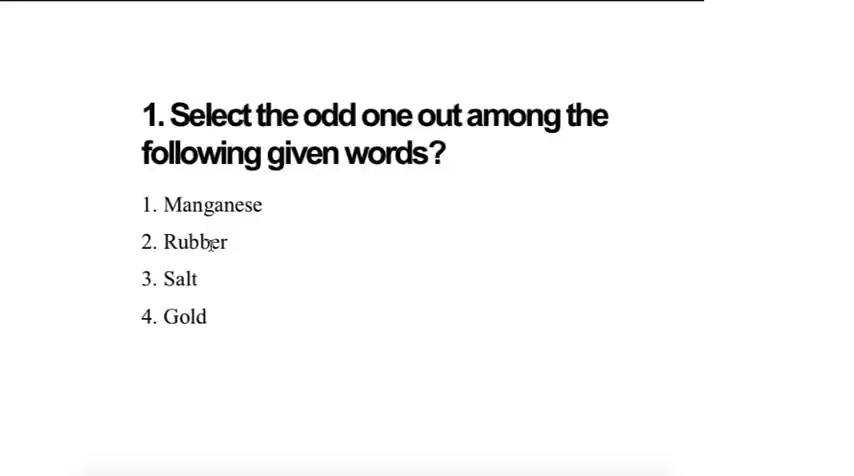 1. Select the odd one out among the
following given words?
1. Manganese
2. Rubber
3. Salt
4. Gold